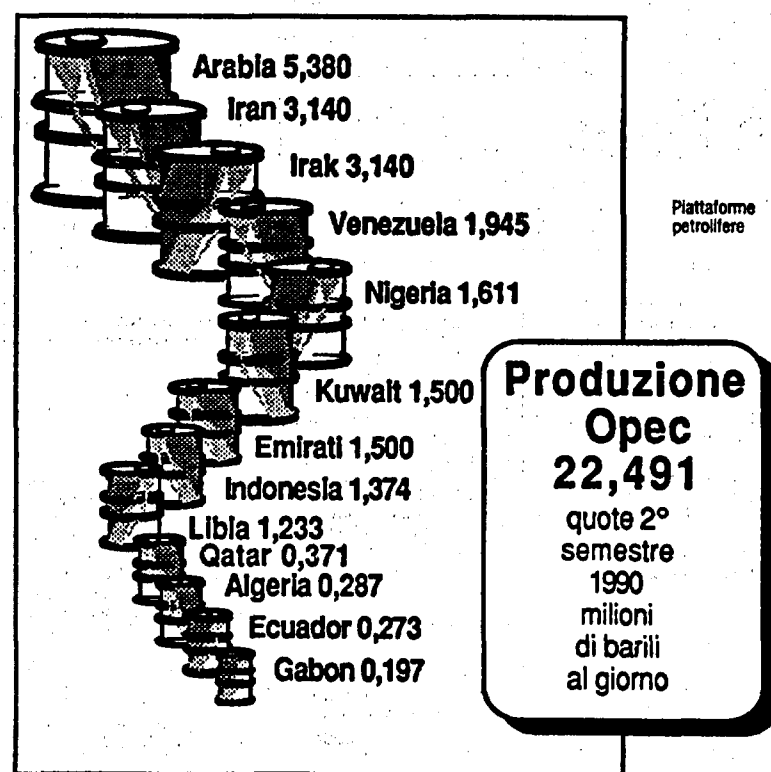 Arabia 5,380
Iran 3,140
Irak 3,140
Venezuela 1,945
Nigeria 1,611
Kuwait 1,500
Emirati 1,500
Indonesia 1,374
Libia 1,233
Qatar 0,371
Algeria 0,287
Ecuador 0,273
Gabon 0,197
Piattaforme
petrolifere
Produzione
Opec
22,491
quote 2°
semestre
1990
milioni
di barili
al giorno